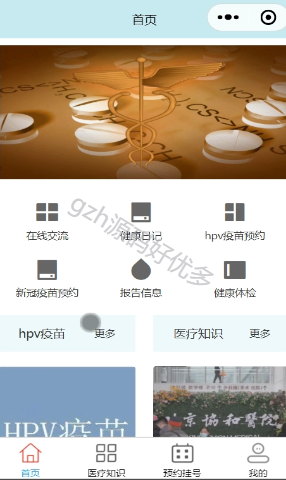 首页
在线交流
健康日记
hpv疫苗预约
gzh源码好优多
新冠疫苗预约
报告信息
健康体检
hpv疫苗
更多
医疗知识
更多
HPV疫苗
京协和医院
首页
医疗知识
预约挂号
我的